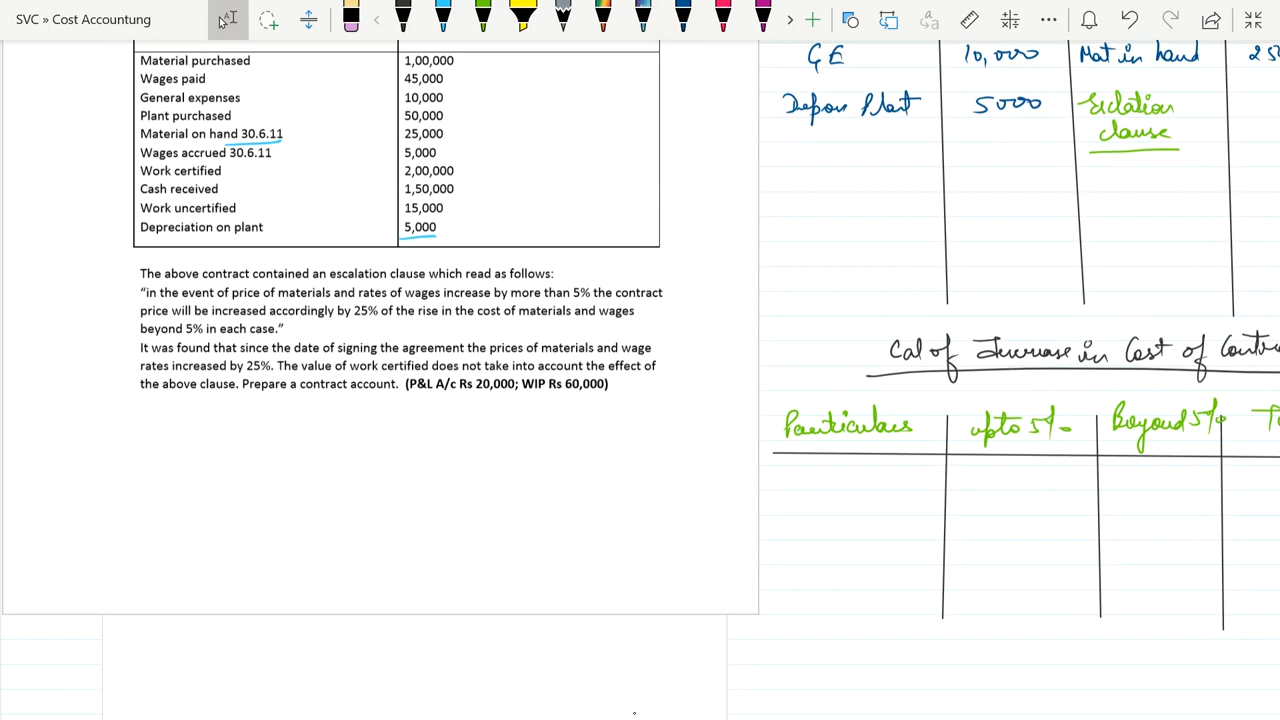 SVC » Cost Accountung
Material purchased 1,00,000
Wages paid 45,000
General expenses 10,000
Plant purchased 50,000
Material on hand 30.6.11 25,000
Wages accrued 30.6.11 5,000
Work certified 2,00,000
Cash received 1,50,000
Work uncertified 15,000
Depreciation on plant 5,000
The above contract contained an escalation clause which read as follows:
“in the event of price of materials and rates of wages increase by more than 5% the contract
price will be increased accordingly by 25% of the rise in the cost of materials and wages
beyond 5% in each case.”
It was found that since the date of signing the agreement the prices of materials and wage
rates increased by 25%. The value of work certified does not take into account the effect of
the above clause. Prepare a contract account. (P&L A/c Rs 20,000; WIP Rs 60,000)
GE 10,000 Mat in hand
5000
clause
Cal of Increase in Cost of
Particulars upto 5% Beyond 5%